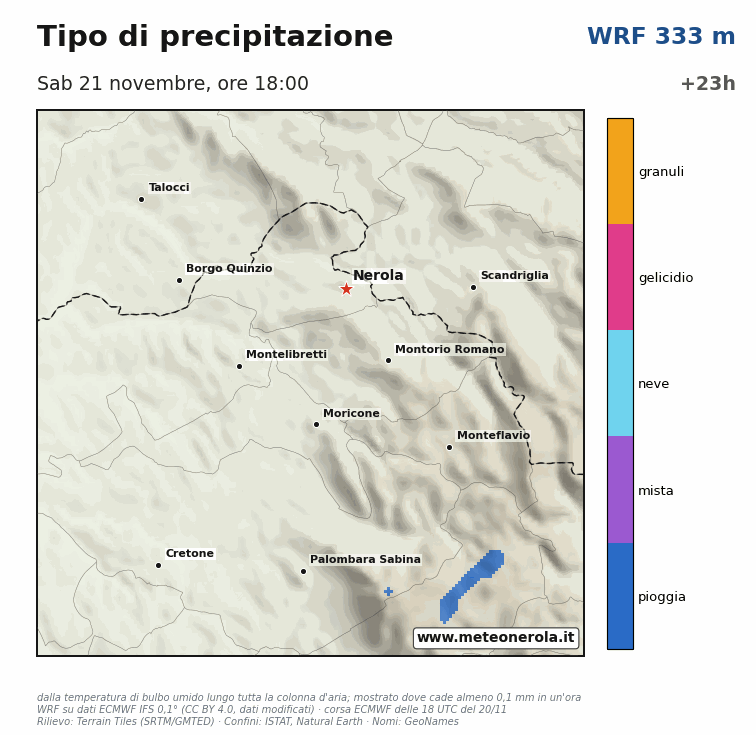 Tipo di precipitazione
WRF 333 m
Sab 21 novembre, ore 18:00
+23h
Talocci
Borgo Quinzio
Nerola
Scandriglia
Montelibretti
Montorio Romano
Moricone
Monteflavio
Cretone
Palombara Sabina
www.meteonerola.it
granuli
gelicidio
neve
mista
pioggia
dalla temperatura di bulbo umido lungo tutta la colonna d'aria; mostrato dove cade almeno 0,1 mm in un'ora
WRF su dati ECMWF IFS 0,1° (CC BY 4.0, dati modificati) · corsa ECMWF delle 18 UTC del 20/11
Rilievo: Terrain Tiles (SRTM/GMTED) · Confini: ISTAT, Natural Earth · Nomi: GeoNames